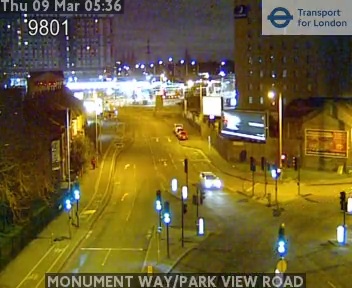 Thu 09 Mar 05:36
9801
Transport
for London
MONUMENT WAY/PARK VIEW ROAD